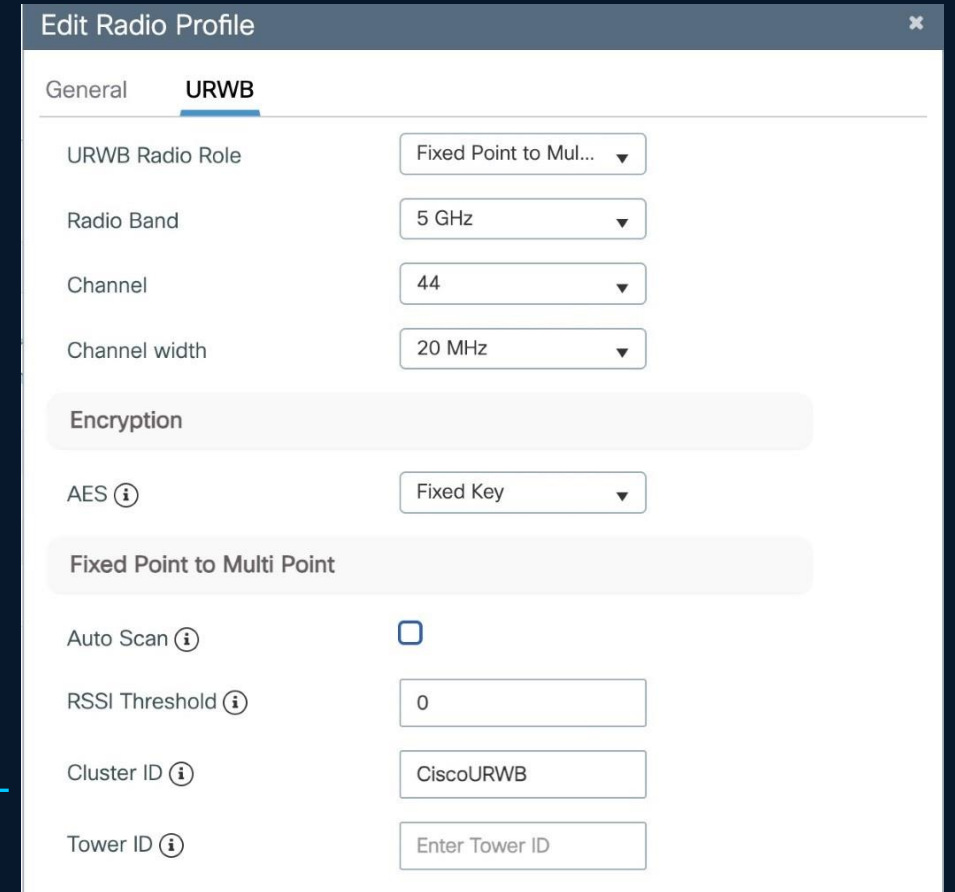 Edit Radio Profile
General URWB
URWB Radio Role Fixed Point to Mul...
Radio Band 5 GHz
Channel 44
Channel width 20 MHz
Encryption
AES Fixed Key
Fixed Point to Multi Point
Auto Scan
RSSI Threshold 0
Cluster ID CiscoURWB
Tower ID Enter Tower ID